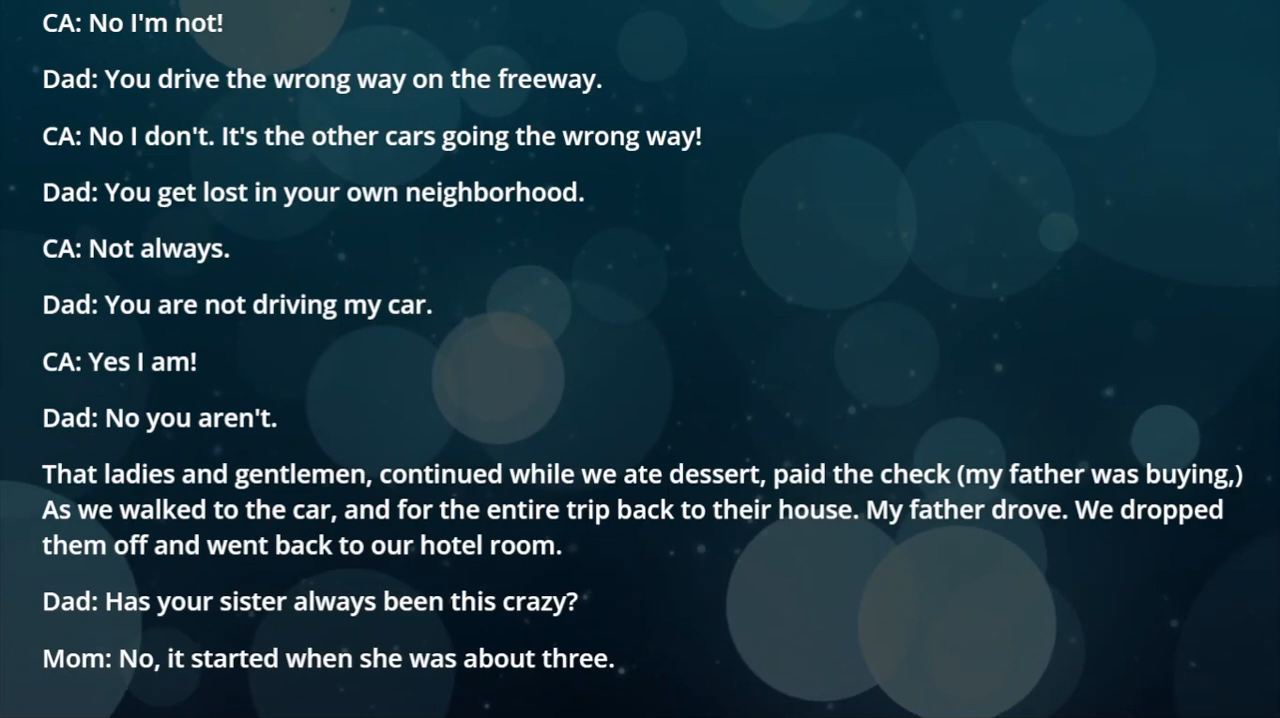 CA: No I'm not!
Dad: You drive the wrong way on the freeway.
CA: No I don't. It's the other cars going the wrong way!
Dad: You get lost in your own neighborhood.
CA: Not always.
Dad: You are not driving my car.
CA: Yes I am!
Dad: No you aren't.
That ladies and gentlemen, continued while we ate dessert, paid the check (my father was buying,)
As we walked to the car, and for the entire trip back to their house. My father drove. We dropped
them off and went back to our hotel room.
Dad: Has your sister always been this crazy?
Mom: No, it started when she was about three.